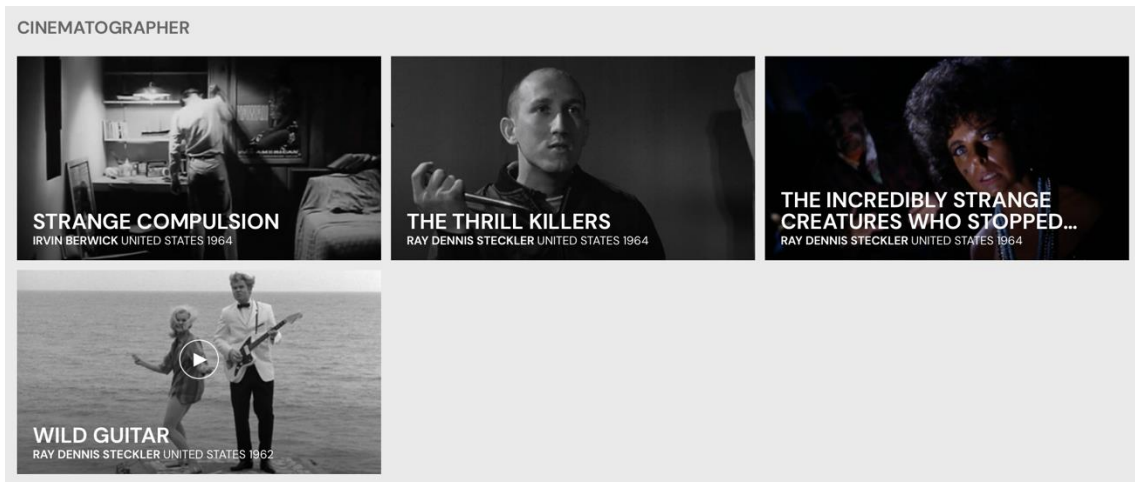 CINEMATOGRAPHER
STRANGE COMPULSION
IRVIN BERWICK UNITED STATES 1964
THE THRILL KILLERS
RAY DENNIS STECKLER UNITED STATES 1964
THE INCREDIBLY STRANGE
CREATURES WHO STOPPED...
RAY DENNIS STECKLER UNITED STATES 1964
WILD GUITAR
RAY DENNIS STECKLER UNITED STATES 1962